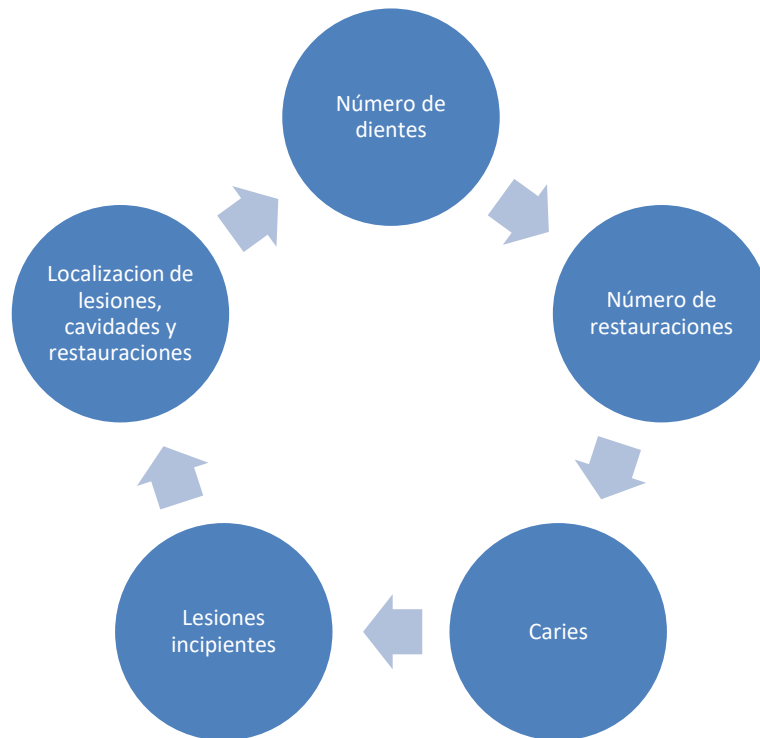 Número de
dientes
Número de
restauraciones
Caries
Lesiones
incipientes
Localizacion de
lesiones,
cavidades y
restauraciones